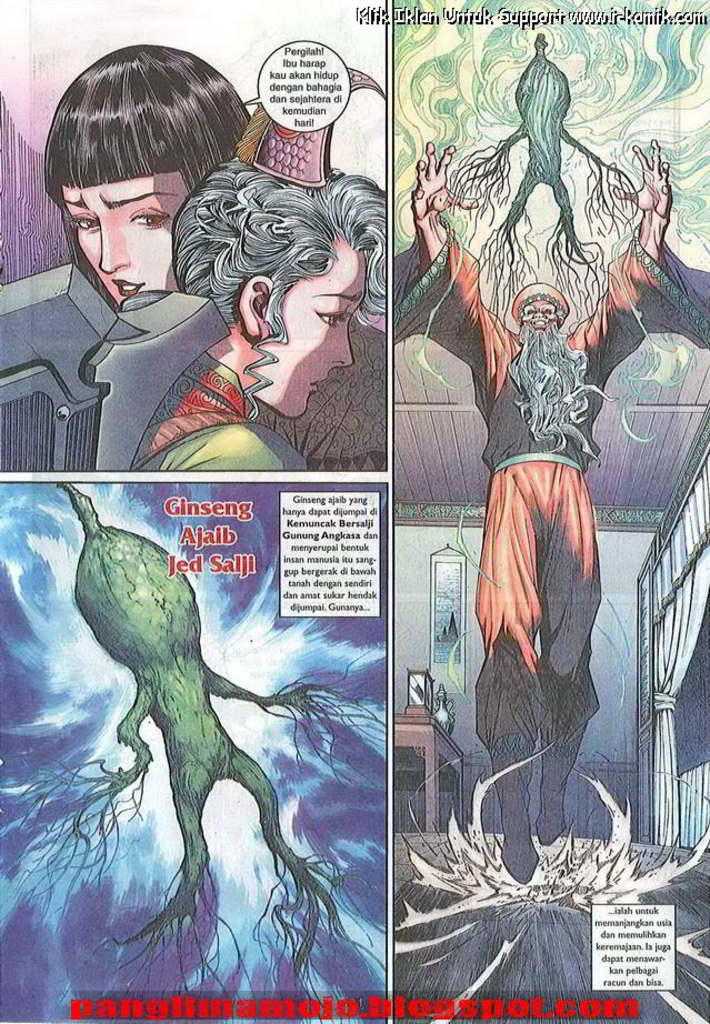 Klik Iklan Untuk Support www.ir-komik.com
Pergilah!
Ibu harap
kau akan hidup
dengan bahagia
dan sejahtera di
kemudian
hari!
Ginseng
Ajaib
Jed Salji
Ginseng ajaib yang
hanya dapat dijumpai di
Kemuncak Bersalji
Gunung Angkasa dan
menyerupai bentuk
insan manusia itu sang-
gup bergerak di bawah
tanah dengan sendiri
dan amat sukar hendak
dijumpai. Gunanya...
...ialah untuk
memanjangkan usia
dan memulihkan
keremajaan. Ia juga
dapat menawar-
kan pelbagai
racun dan bisa.
panglimamojo.blogspot.com